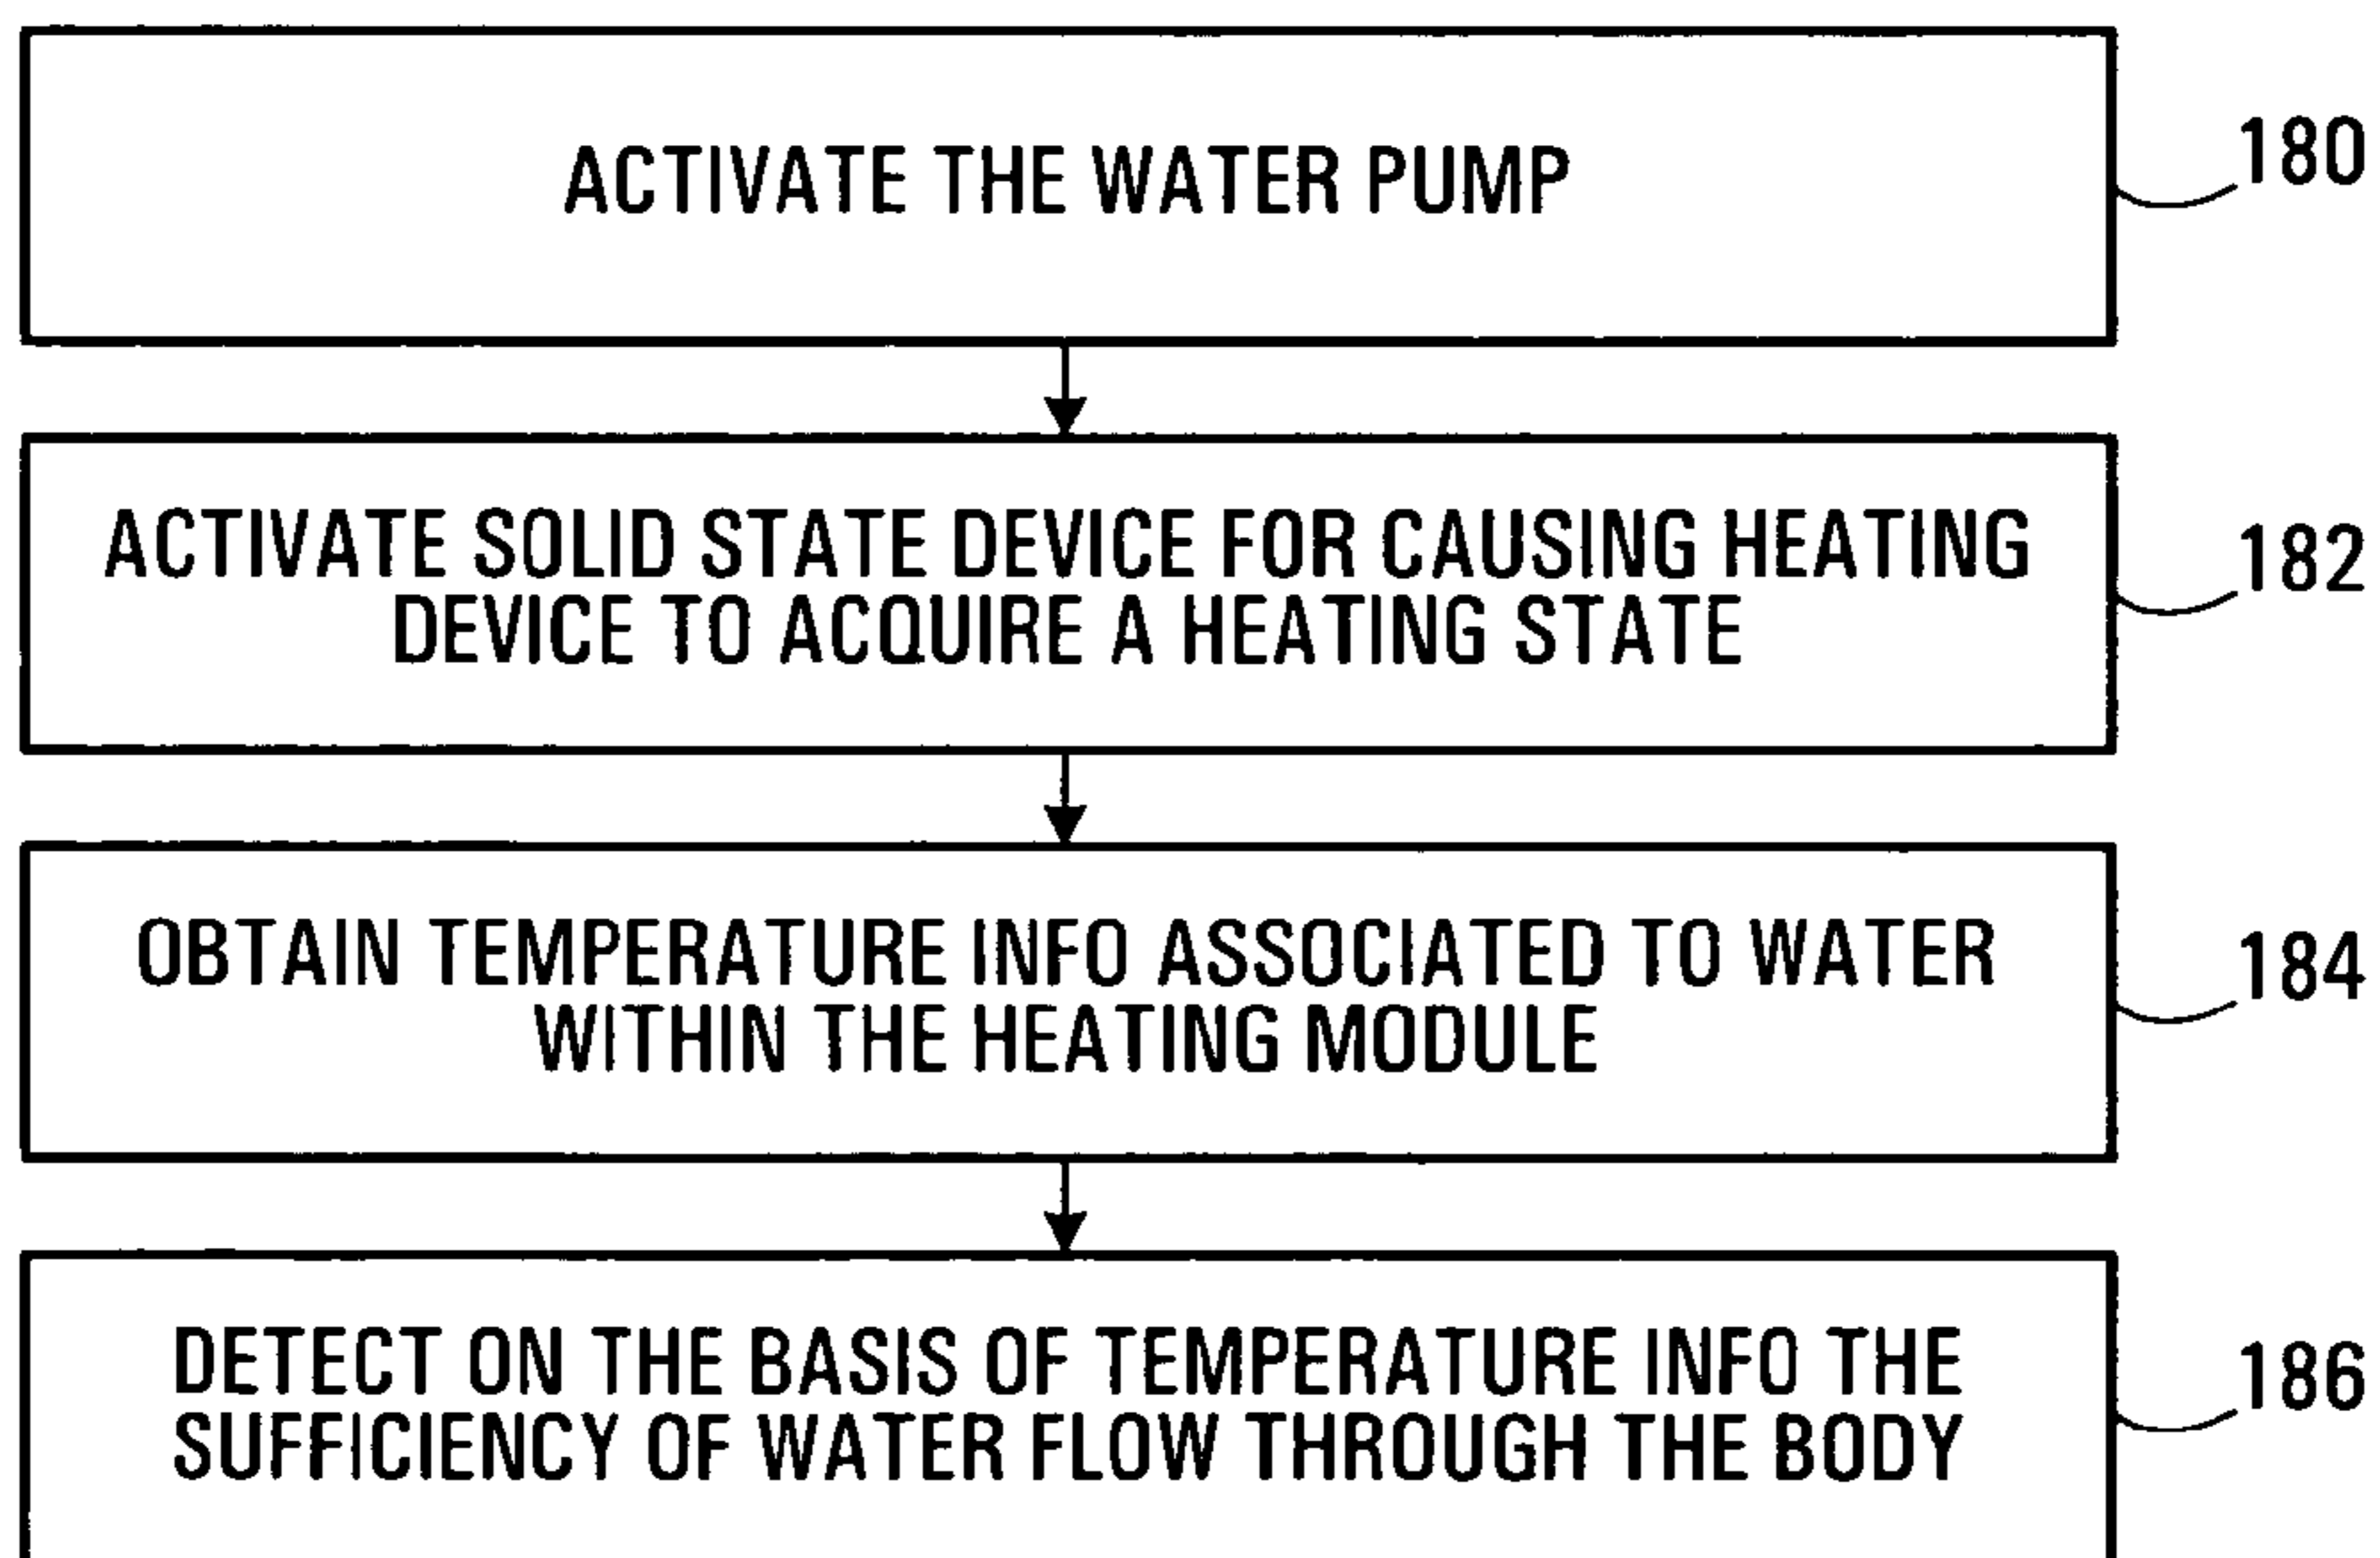 ACTIVATE THE WATER PUMP
180
ACTIVATE SOLID STATE DEVICE FOR CAUSING HEATING
DEVICE TO ACQUIRE A HEATING STATE
182
OBTAIN TEMPERATURE INFO ASSOCIATED TO WATER
WITHIN THE HEATING MODULE
184
DETECT ON THE BASIS OF TEMPERATURE INFO THE
SUFFICIENCY OF WATER FLOW THROUGH THE BODY
186